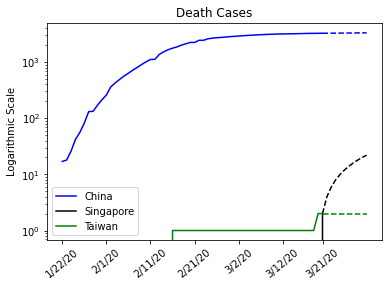 Death Cases
Logarithmic Scale
10³
10²
10¹
10⁰
China
Singapore
Taiwan
1/22/20
2/1/20
2/11/20
2/21/20
3/2/20
3/12/20
3/21/20